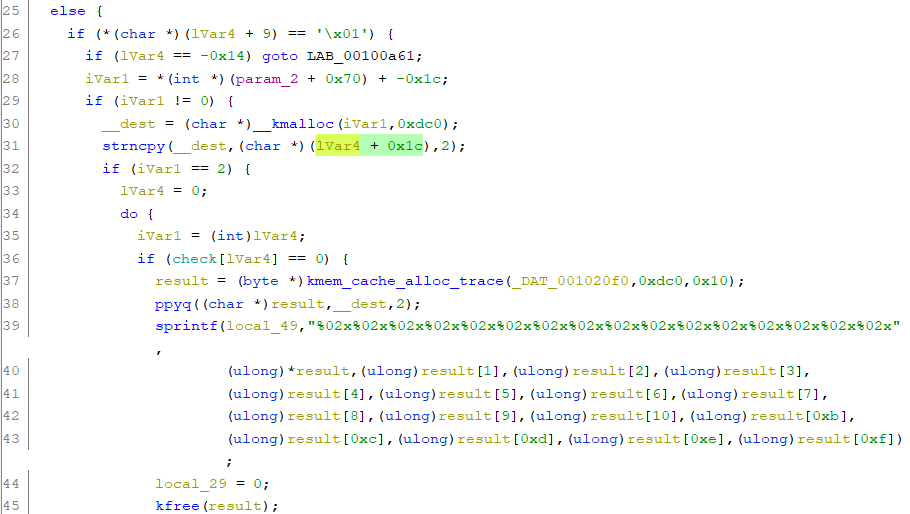 25 else {
26 if (*(char *)(lVar4 + 9) == '\x01') {
27 if (lVar4 == -0x14) goto LAB_00100a61;
28 iVar1 = *(int *)(param_2 + 0x70) + -0x1c;
29 if (iVar1 != 0) {
30 __dest = (char *)__kmalloc(iVar1,0xdc0);
31 strncpy(__dest,(char *)(lVar4 + 0x1c),2);
32 if (iVar1 == 2) {
33 lVar4 = 0;
34 do {
35 iVar1 = (int)lVar4;
36 if (check[lVar4] == 0) {
37 result = (byte *)kmem_cache_alloc_trace(_DAT_001020f0,0xdc0,0x10);
38 ppyq((char *)result,__dest,2);
39 sprintf(local_49,"%02x%02x%02x%02x%02x%02x%02x%02x%02x%02x%02x%02x%02x%02x%02x%02x"
,
40 (ulong)*result,(ulong)result[1],(ulong)result[2],(ulong)result[3],
41 (ulong)result[4],(ulong)result[5],(ulong)result[6],(ulong)result[7],
42 (ulong)result[8],(ulong)result[9],(ulong)result[10],(ulong)result[0xb],
43 (ulong)result[0xc],(ulong)result[0xd],(ulong)result[0xe],(ulong)result[0xf])
;
44 local_29 = 0;
45 kfree(result);